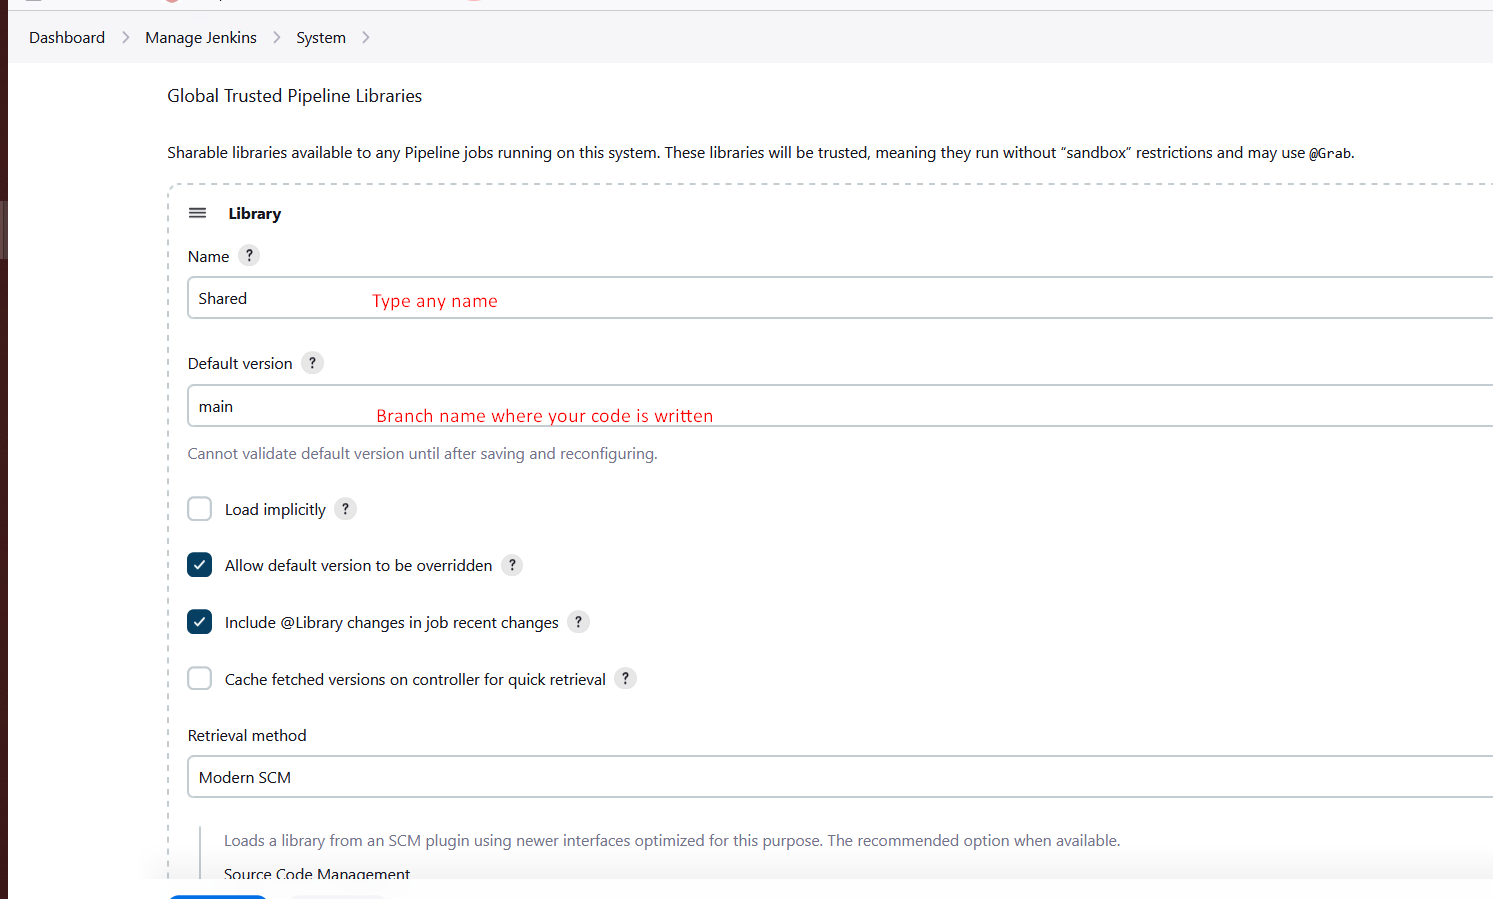 Dashboard > Manage Jenkins > System >
Global Trusted Pipeline Libraries
Sharable libraries available to any Pipeline jobs running on this system. These libraries will be trusted, meaning they run without “sandbox” restrictions and may use @Grab.
Library
Name ?
Shared Type any name
Default version ?
main Branch name where your code is written
Cannot validate default version until after saving and reconfiguring.
Load implicitly ?
Allow default version to be overridden ?
Include @Library changes in job recent changes ?
Cache fetched versions on controller for quick retrieval ?
Retrieval method
Modern SCM
Loads a library from an SCM plugin using newer interfaces optimized for this purpose. The recommended option when available.
Source Code Management